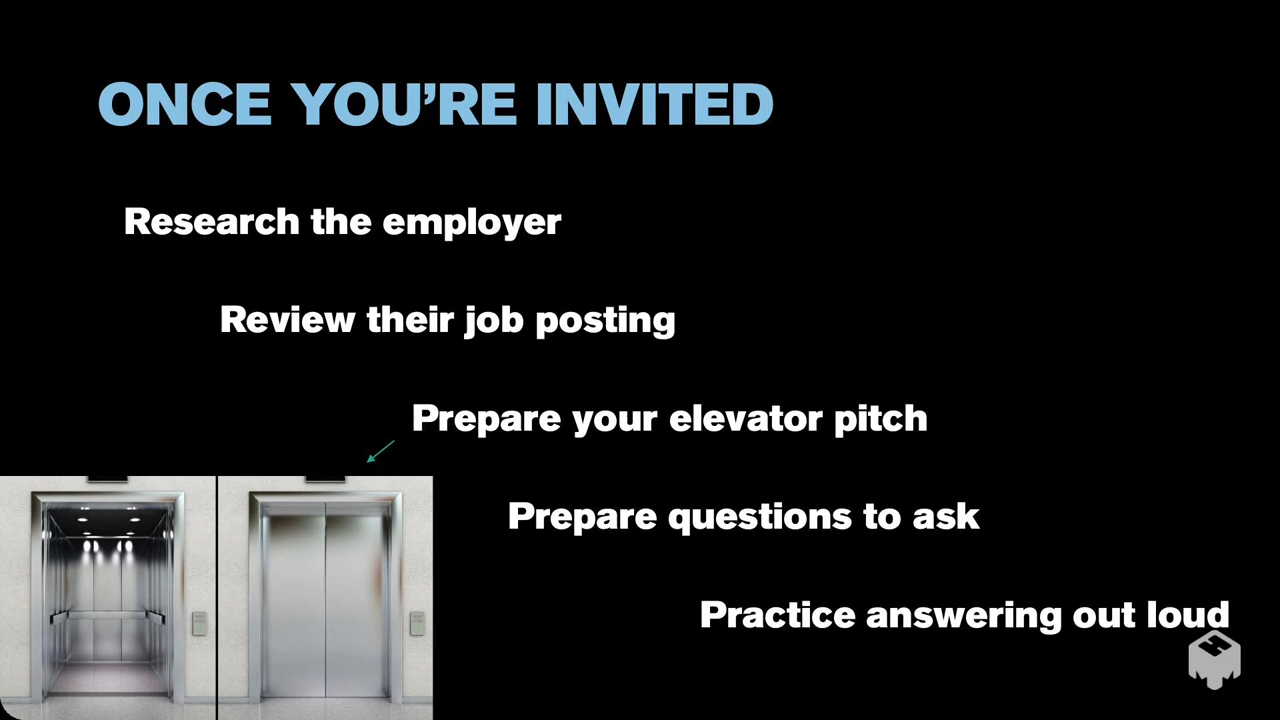 ONCE YOU’RE INVITED
Research the employer
Review their job posting
Prepare your elevator pitch
Prepare questions to ask
Practice answering out loud